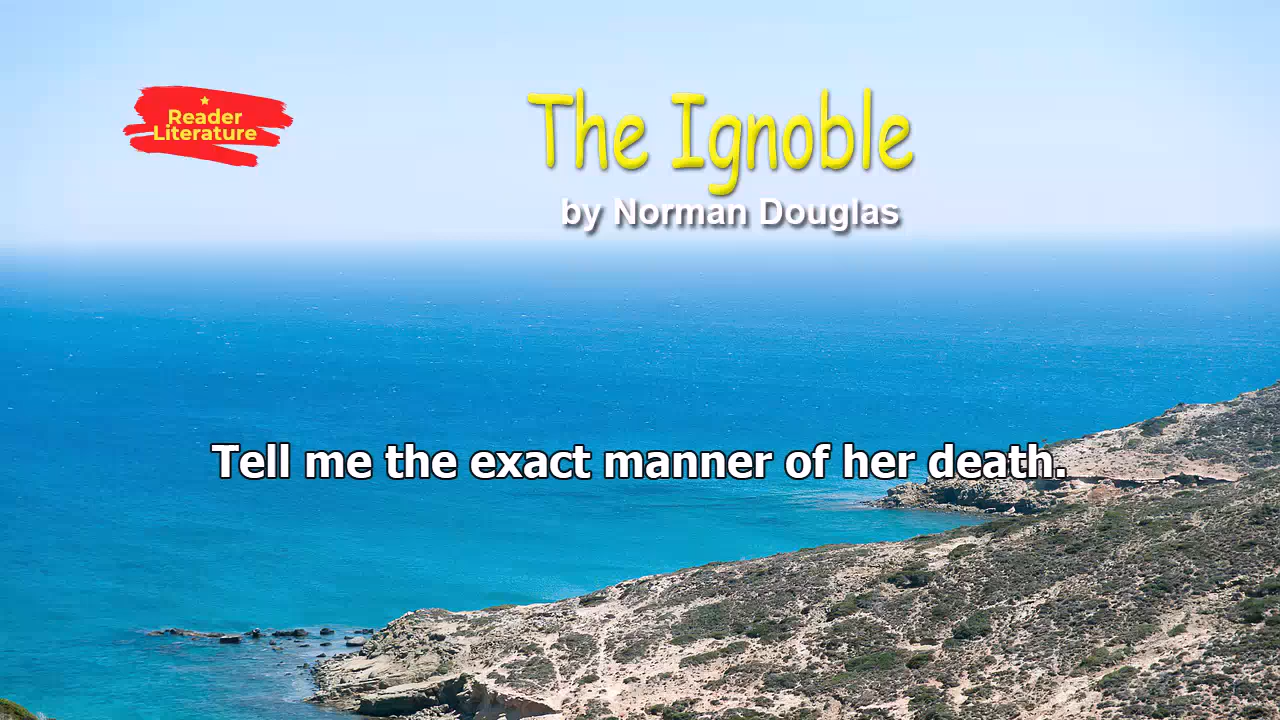 Reader
Literature
The Ignoble
by Norman Douglas
Tell me the exact manner of her death.